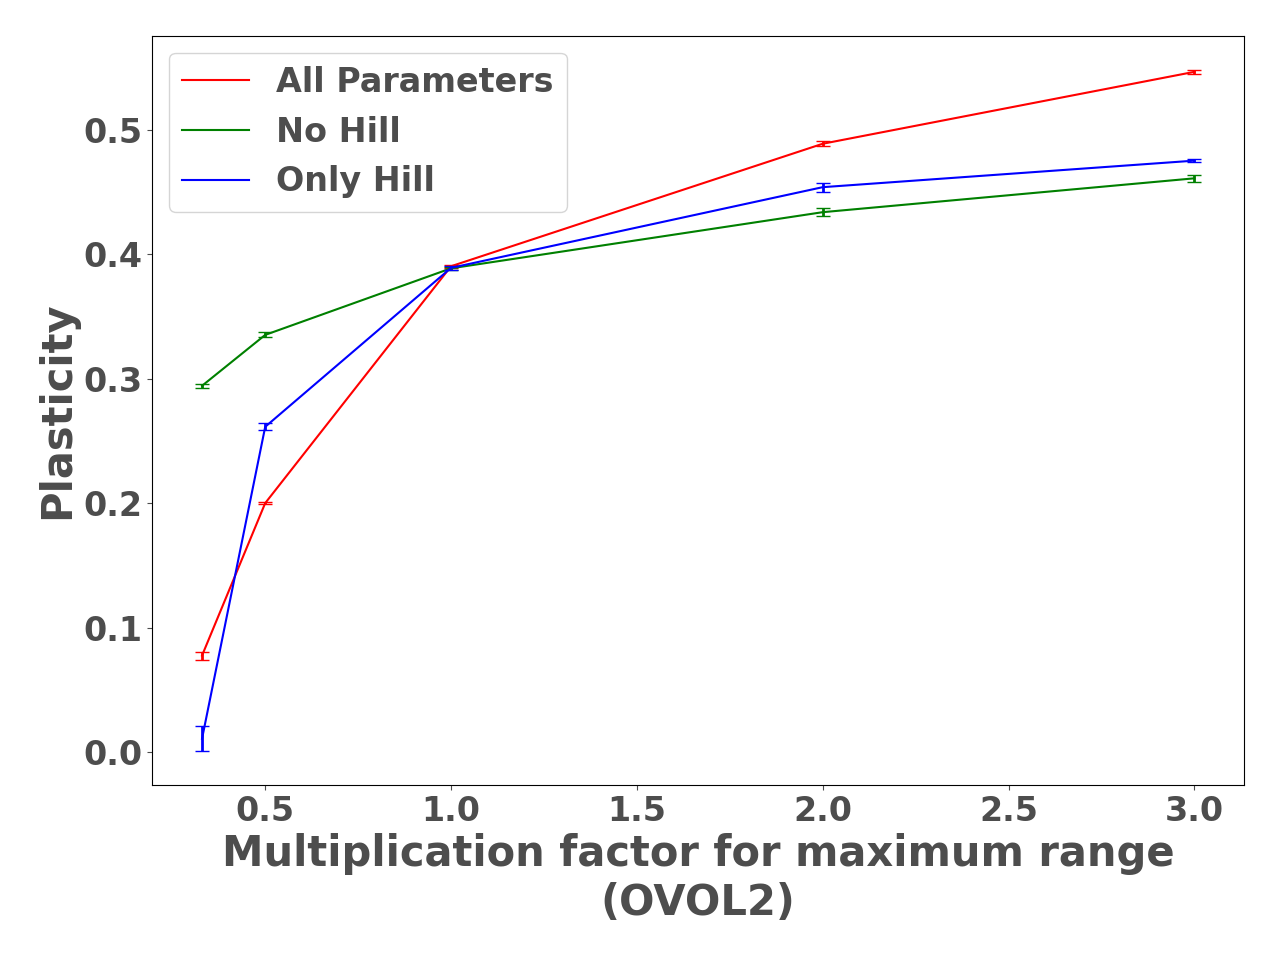 All Parameters
No Hill
Only Hill
Plasticity
0.5
0.4
0.3
0.2
0.1
0.0
0.5 1.0 1.5 2.0 2.5 3.0
Multiplication factor for maximum range
(OVOL2)